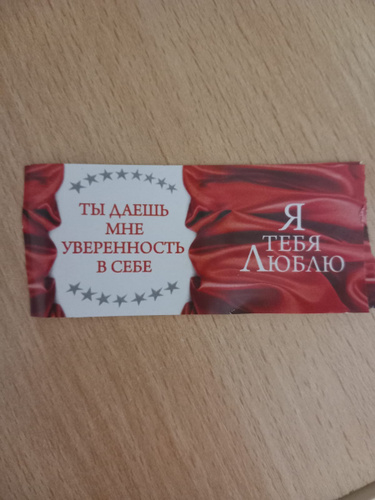 ТЫ ДАЕШЬ
МНЕ
УВЕРЕННОСТЬ
В СЕБЕ
Я
ТЕБЯ
ЛЮБЛЮ